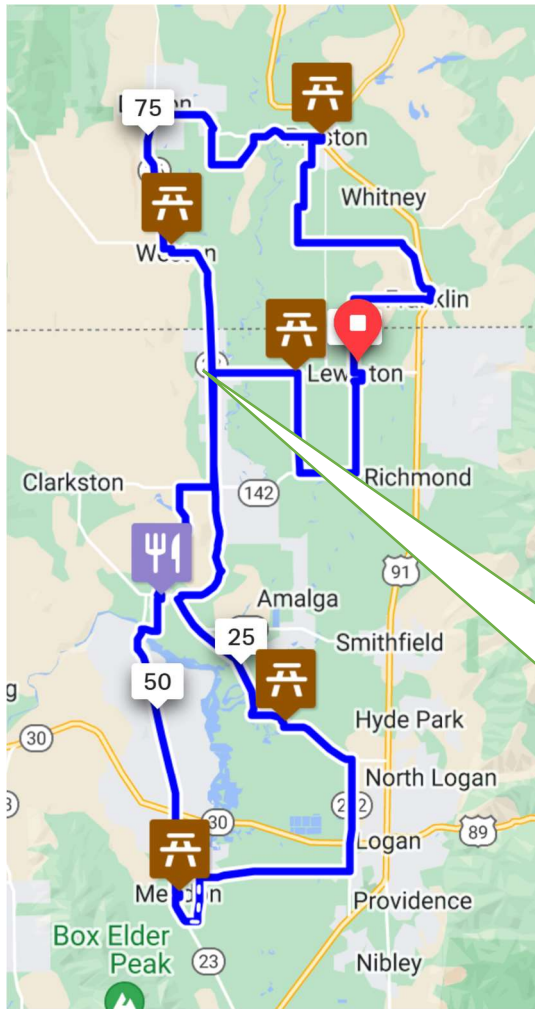 75
Whitney
Franklin
Clarkston
Richmond
142
91
Amalga
25
Smithfield
50
Hyde Park
30
North Logan
30
89
Logan
Providence
Box Elder
Peak
23
Nibley